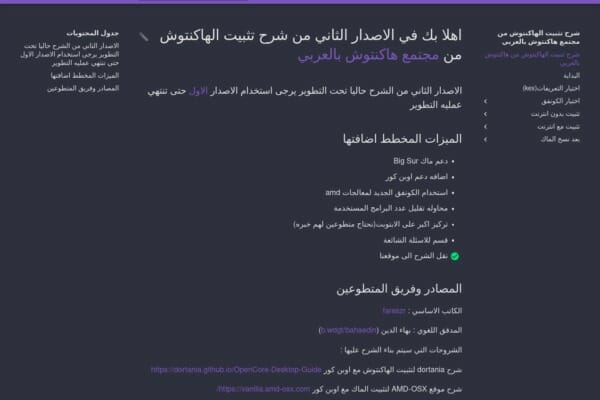 شرح تثبيت الهاكنتوش من
مجتمع هاكنتوش بالعربي
شرح تثبيت الهاكنتوش من هاكنتوش
بالعربي
البداية
اختيار التعريفات(kex)
اختيار الكونفق
تثبيت بدون انترنت
تثبيت مع انترنت
بعد نسخ الماك
اهلا بك في الاصدار الثاني من شرح تثبيت الهاكنتوش
من مجتمع هاكنتوش بالعربي
الاصدار الثاني من الشرح حاليا تحت التطوير يرجى استخدام الاصدار الاول حتى تنتهي
عمليه التطوير
الميزات المخطط اضافتها
دعم ماك Big Sur
اضافه دعم اوبن كور
استخدام الكونفق الجديد لمعالجات amd
محاوله تقليل عدد البرامج المستخدمة
تركيز اكبر على الابتوبت(نحتاج متطوعين لهم خبره)
قسم للاسئلة الشائعة
نقل الشرح الى موقعنا
المصادر وفريق المتطوعين
الكاتب الاساسي : fareszr
المدقق اللغوي : بهاء الدين (b.wdgt/bahaedin)
الشروحات التي سيتم بناء الشرح عليها :
شرح dortania لتثبيت الهاكنتوش مع اوبن كور https://dortania.github.io/OpenCore-Desktop-Guide
شرح موقع AMD-OSX لتثبيت الماك مع اوبن كور https://vanilla.amd-osx.com/
جدول المحتويات
الاصدار الثاني من الشرح حاليا تحت
التطوير يرجى استخدام الاصدار الاول
حتى تنتهي عمليه التطوير
الميزات المخطط اضافتها
المصادر وفريق المتطوعين